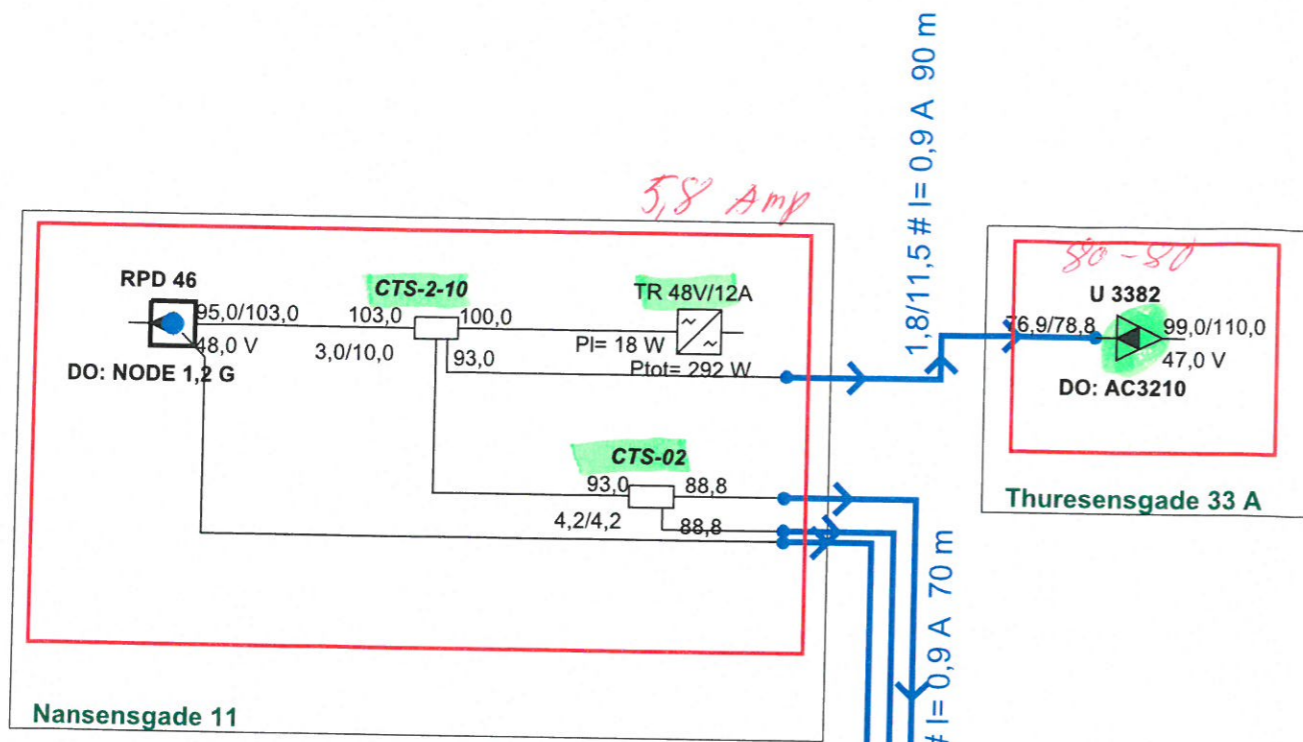 5,8 Amp
RPD 46
95,0/103,0
48,0 V
DO: NODE 1,2 G
CTS-2-10
103,0
100,0
3,0/10,0
93,0
TR 48V/12A
PI= 18 W
Ptot= 292 W
CTS-02
93,0
88,8
4,2/4,2
88,8
Nansensgade 11
1,8/11,5 # I= 0,9 A 90 m
# I= 0,9 A 70 m
80-80
U 3382
76,9/78,8
99,0/110,0
47,0 V
DO: AC3210
Thuresensgade 33 A